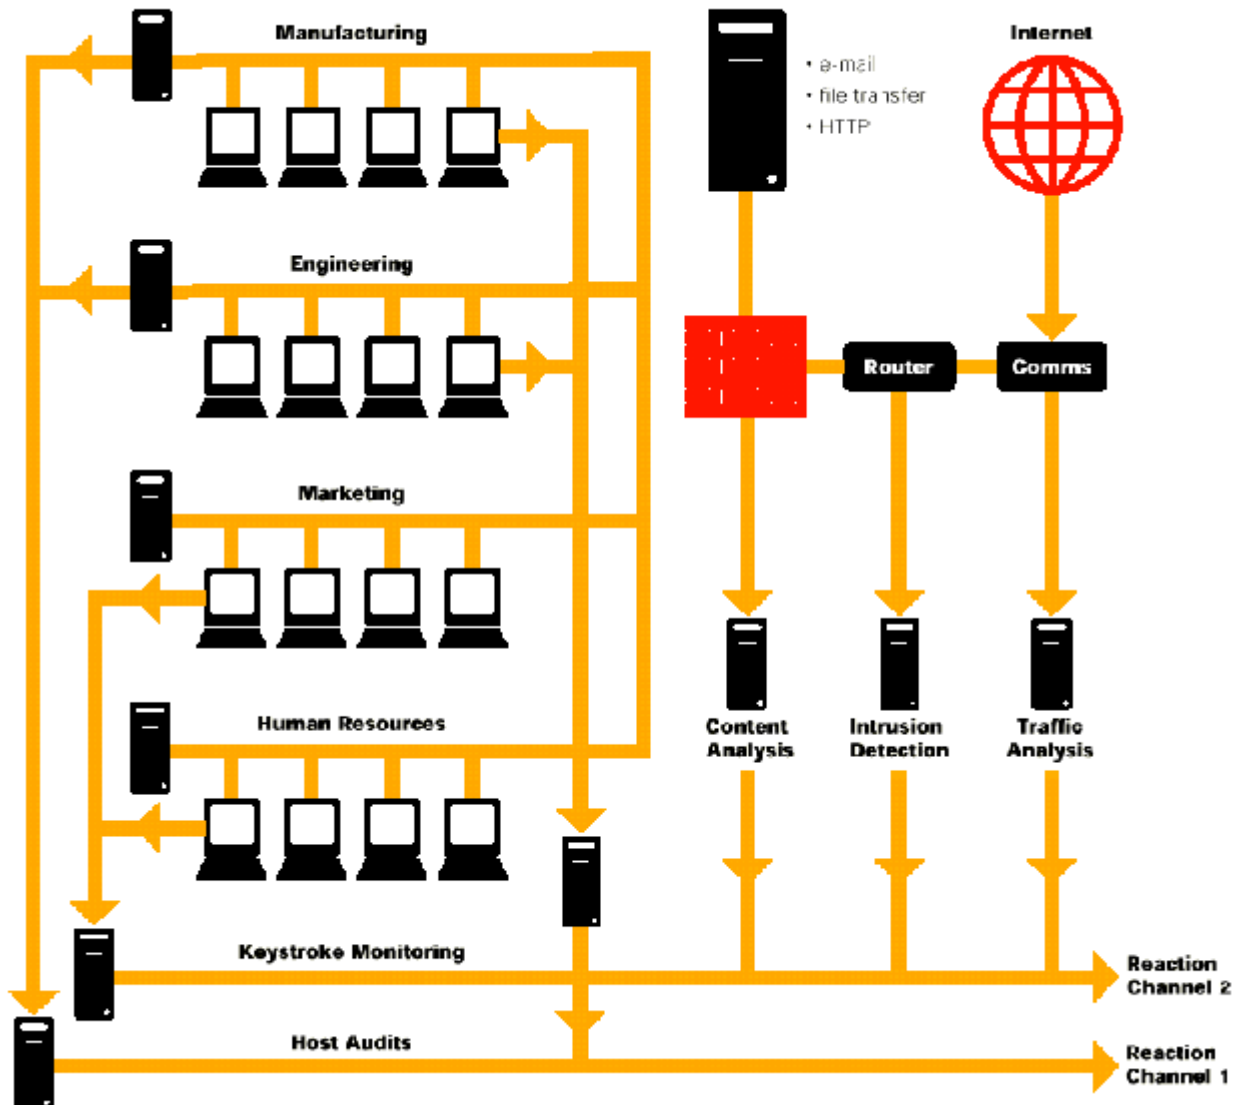 Manufacturing
• e-mail
• file transfer
• HTTP
Internet
Engineering
Router
Comms
Marketing
Human Resources
Content
Analysis
Intrusion
Detection
Traffic
Analysis
Keystroke Monitoring
Reaction
Channel 2
Host Audits
Reaction
Channel 1